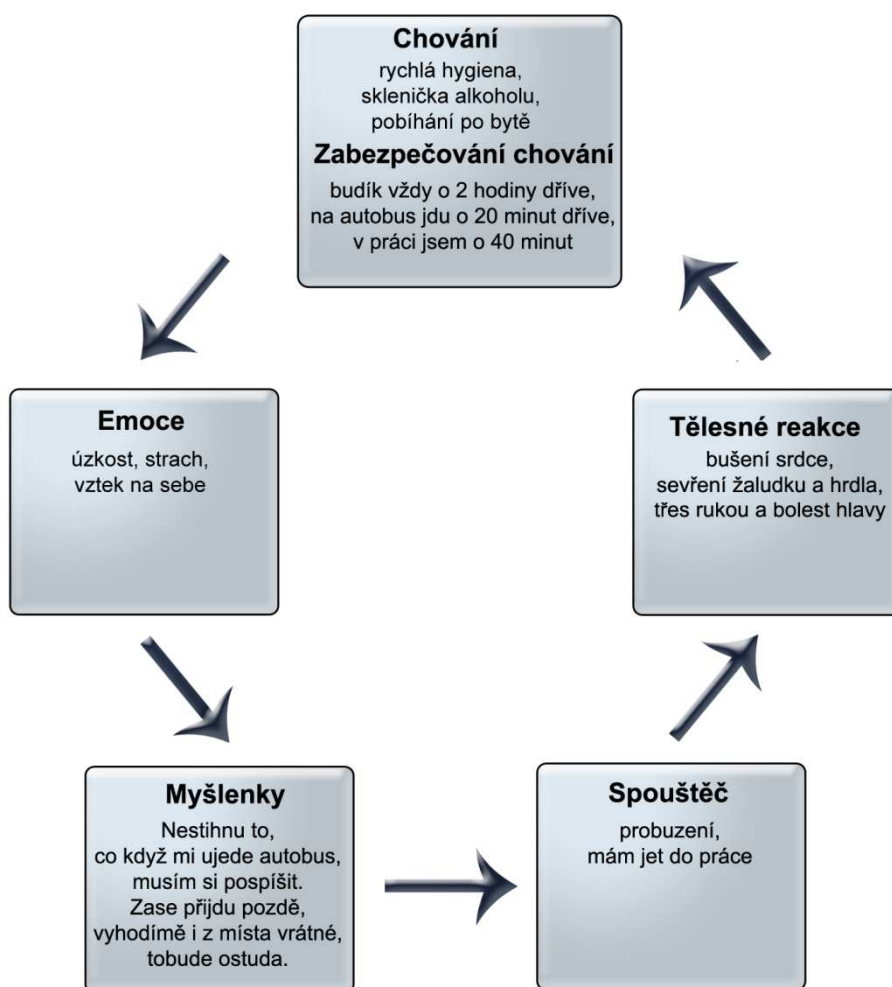 Chování
rychlá hygiena,
sklenička alkoholu,
pobíhání po bytě
Zabezpečování chování
budík vždy o 2 hodiny dříve,
na autobus jdu o 20 minut dříve,
v práci jsem o 40 minut
Emoce
úzkost, strach,
vztek na sebe
Tělesné reakce
bušení srdce,
sevření žaludku a hrdla,
třes rukou a bolest hlavy
Myšlenky
Nestihnu to,
co když mi ujede autobus,
musím si pospíšit.
Zase přijdu pozdě,
vyhodímě i z místa vrátné,
tobude ostuda.
Spouštěč
probuzení,
mám jet do práce